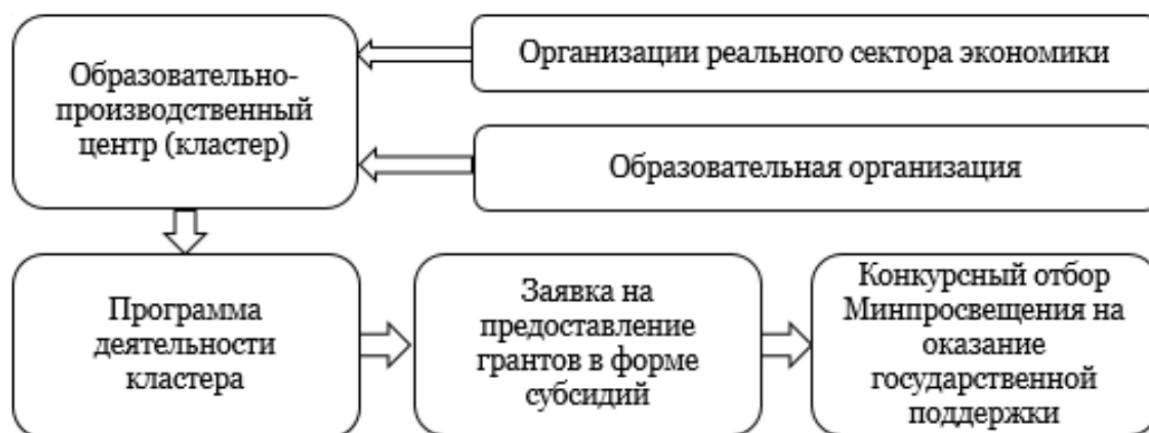 Образовательно-
производственный
центр (кластер)
Организации реального сектора экономики
Образовательная организация
Программа
деятельности
кластера
Заявка на
предоставление
грантов в форме
субсидий
Конкурсный отбор
Минпросвещения на
оказание
государственной
поддержки